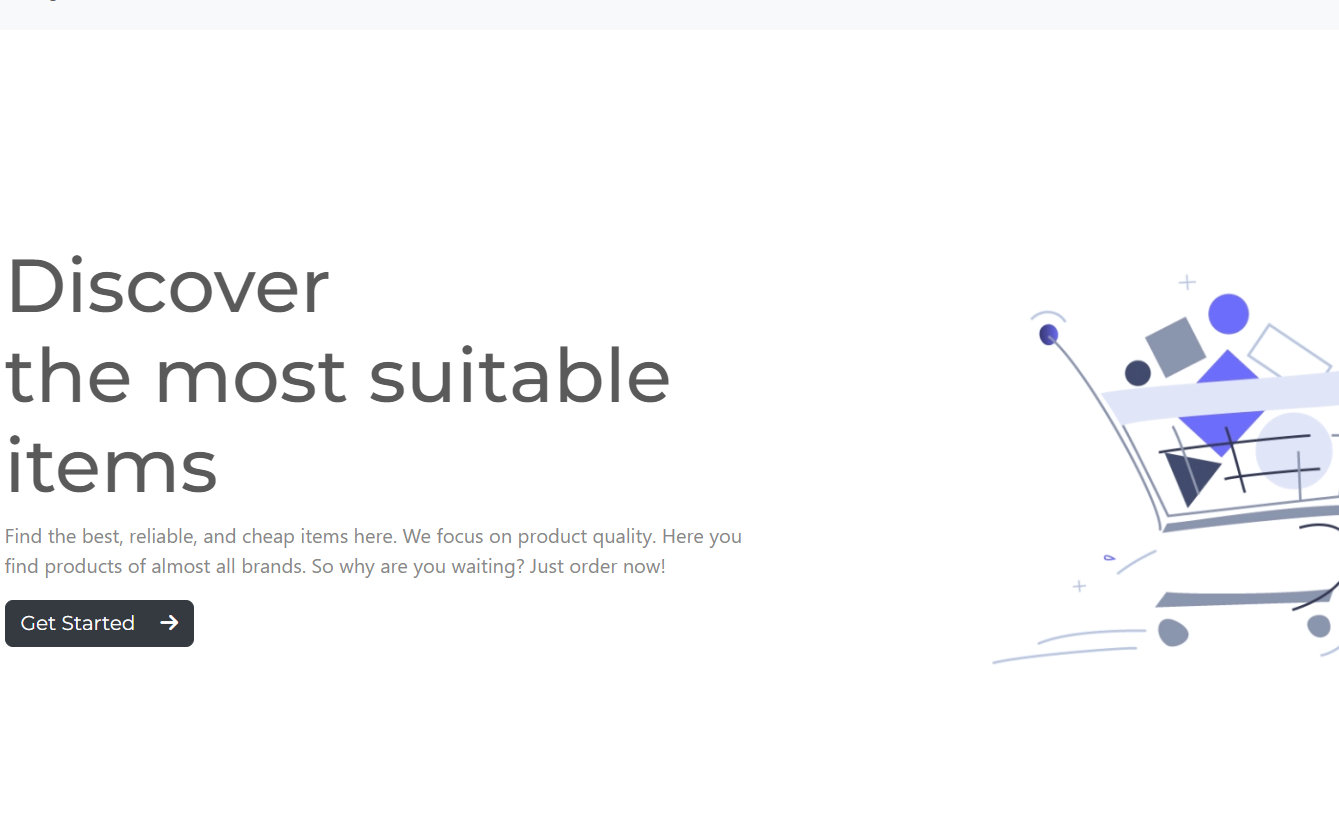 Discover
the most suitable
items
Find the best, reliable, and cheap items here. We focus on product quality. Here you
find products of almost all brands. So why are you waiting? Just order now!
Get Started